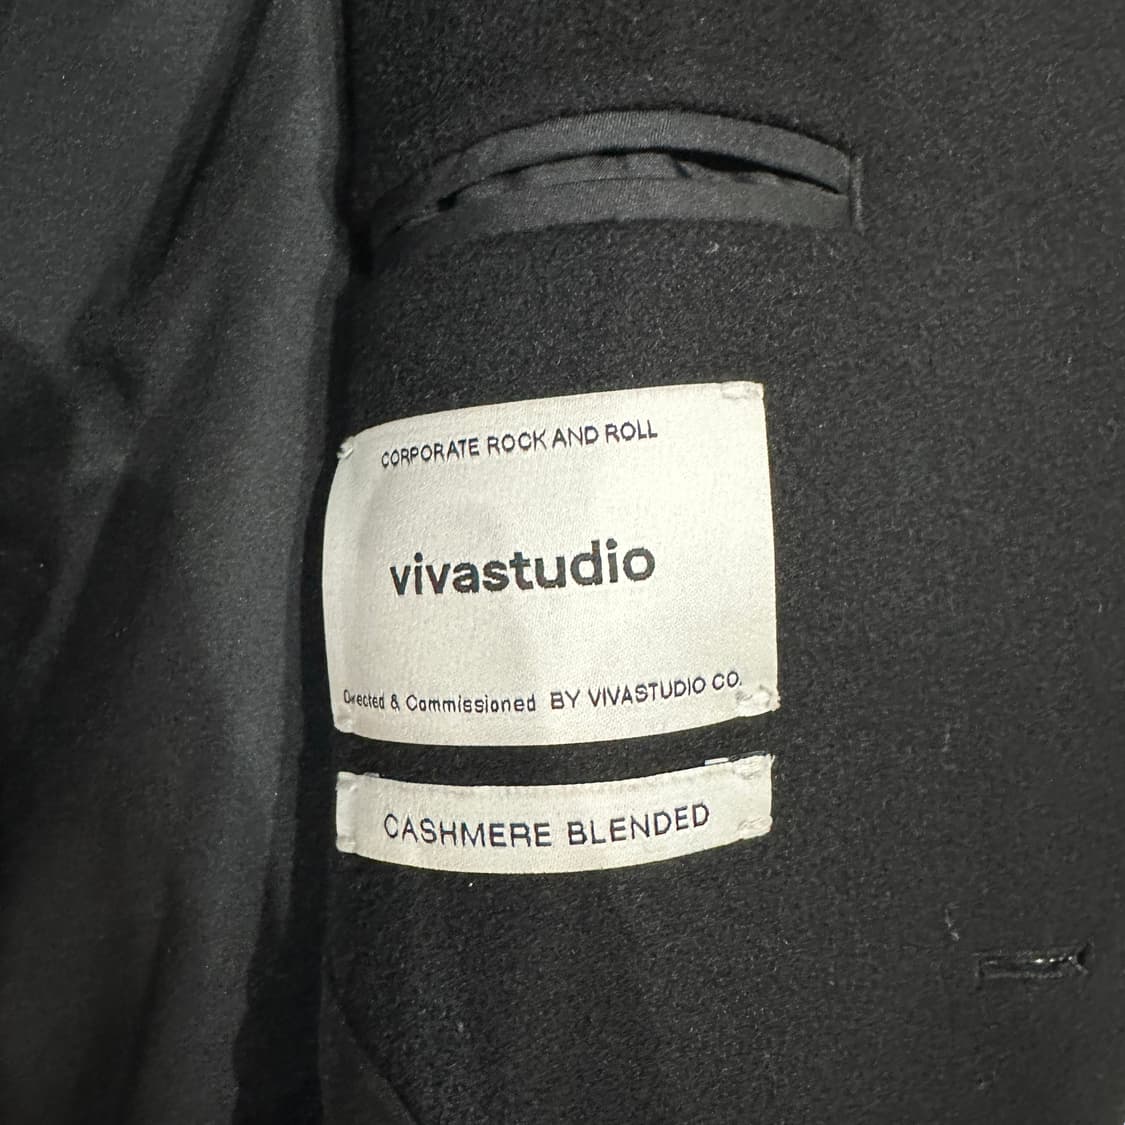 CORPORATE ROCK AND ROLL
vivastudio
Directed & Commissioned BY VIVASTUDIO CO.
CASHMERE BLENDED